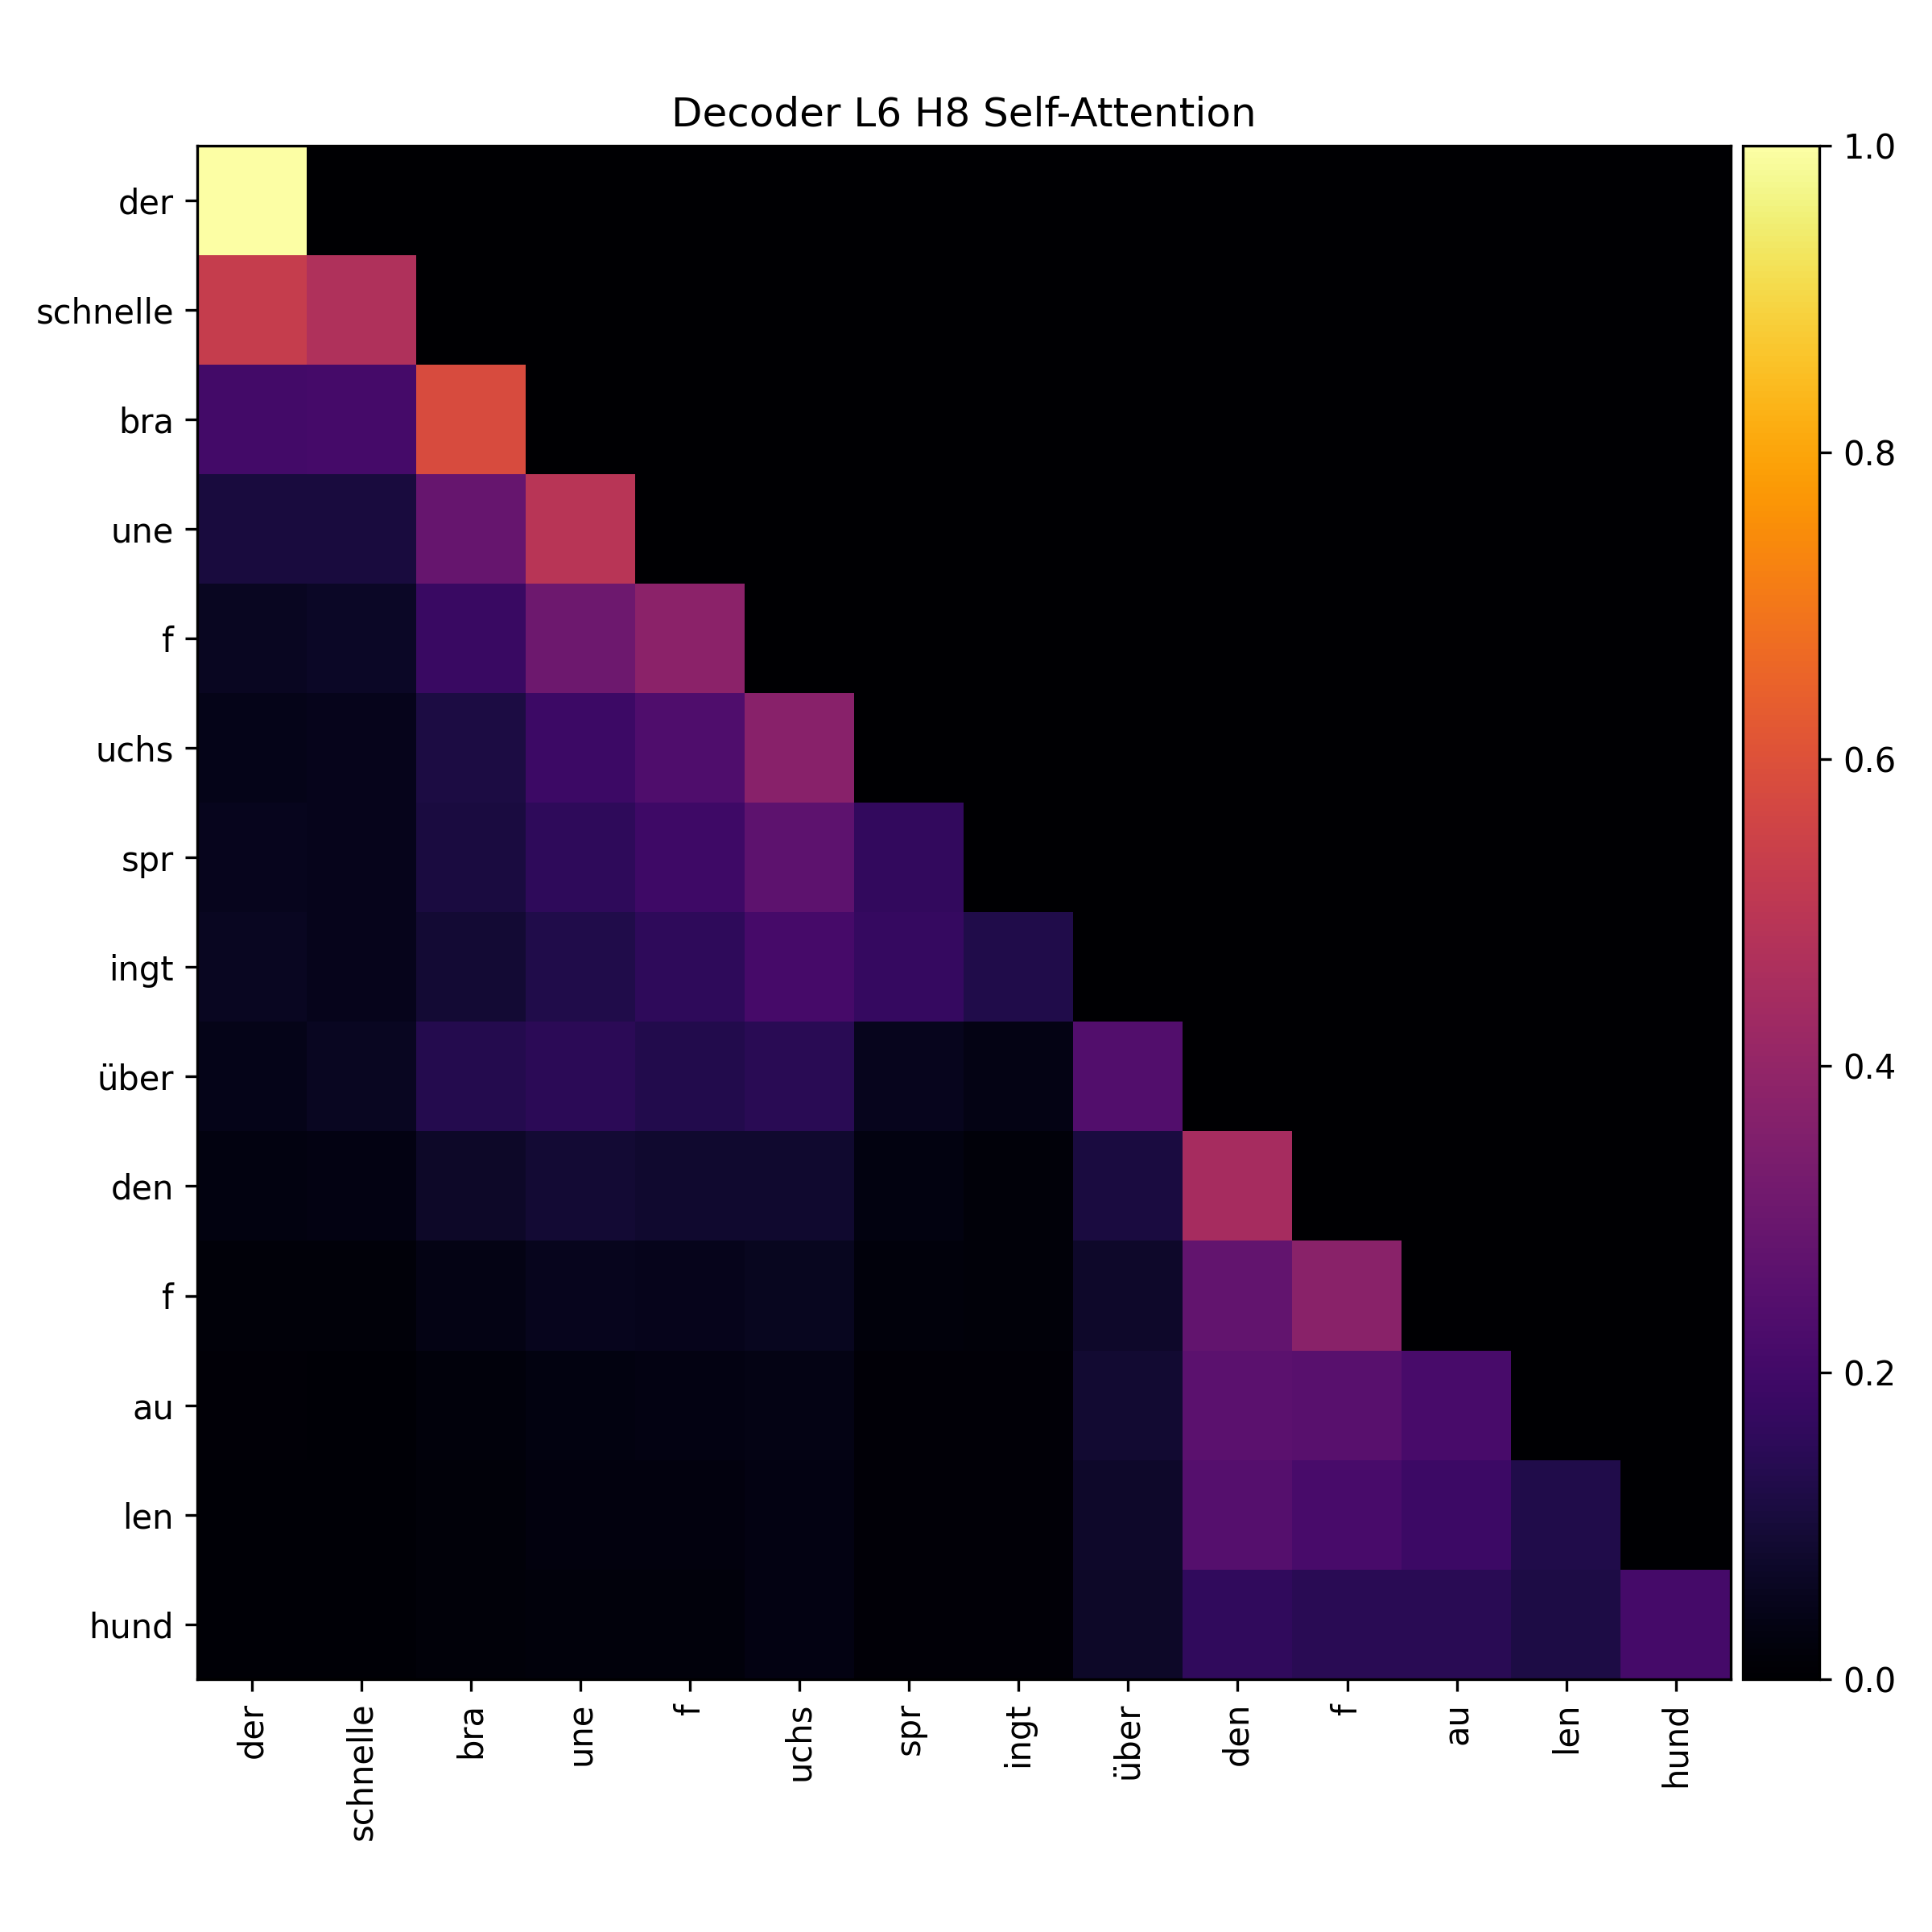 Decoder L6 H8 Self-Attention
der
schnelle
bra
une
f
uchs
spr
ingt
über
den
f
au
len
hund
der
schnelle
bra
une
f
uchs
spr
ingt
über
den
f
au
len
hund
1.0
0.8
0.6
0.4
0.2
0.0